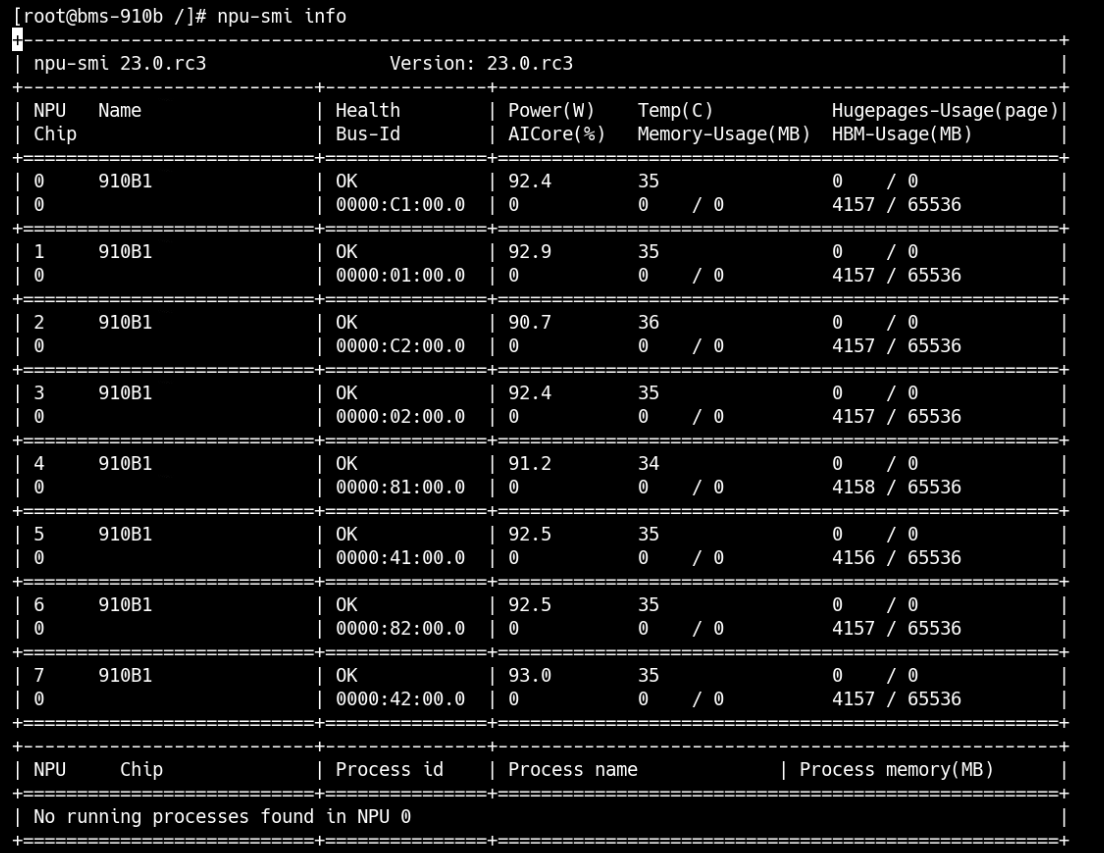 [root@bms-910b /]# npu-smi info
+------------------------------------------------------------------------------------------------+
| npu-smi 23.0.rc3                 Version: 23.0.rc3                                             |
+---------------------------+---------------+----------------------------------------------------+
| NPU   Name                | Health        | Power(W)    Temp(C)           Hugepages-Usage(page)|
| Chip                      | Bus-Id        | AICore(%)   Memory-Usage(MB)  HBM-Usage(MB)        |
+===========================+===============+====================================================+
| 0     910B1               | OK            | 92.4        35                0    / 0             |
| 0                         | 0000:C1:00.0  | 0           0    / 0          4157 / 65536         |
+===========================+===============+====================================================+
| 1     910B1               | OK            | 92.9        35                0    / 0             |
| 0                         | 0000:01:00.0  | 0           0    / 0          4157 / 65536         |
+===========================+===============+====================================================+
| 2     910B1               | OK            | 90.7        36                0    / 0             |
| 0                         | 0000:C2:00.0  | 0           0    / 0          4157 / 65536         |
+===========================+===============+====================================================+
| 3     910B1               | OK            | 92.4        35                0    / 0             |
| 0                         | 0000:02:00.0  | 0           0    / 0          4157 / 65536         |
+===========================+===============+====================================================+
| 4     910B1               | OK            | 91.2        34                0    / 0             |
| 0                         | 0000:81:00.0  | 0           0    / 0          4158 / 65536         |
+===========================+===============+====================================================+
| 5     910B1               | OK            | 92.5        35                0    / 0             |
| 0                         | 0000:41:00.0  | 0           0    / 0          4156 / 65536         |
+===========================+===============+====================================================+
| 6     910B1               | OK            | 92.5        35                0    / 0             |
| 0                         | 0000:82:00.0  | 0           0    / 0          4157 / 65536         |
+===========================+===============+====================================================+
| 7     910B1               | OK            | 93.0        35                0    / 0             |
| 0                         | 0000:42:00.0  | 0           0    / 0          4157 / 65536         |
+===========================+===============+====================================================+
+---------------------------+---------------+----------------------------------------------------+
| NPU     Chip              | Process id    | Process name             | Process memory(MB)      |
+===========================+===============+====================================================+
| No running processes found in NPU 0                                                            |
+===========================+===============+====================================================+